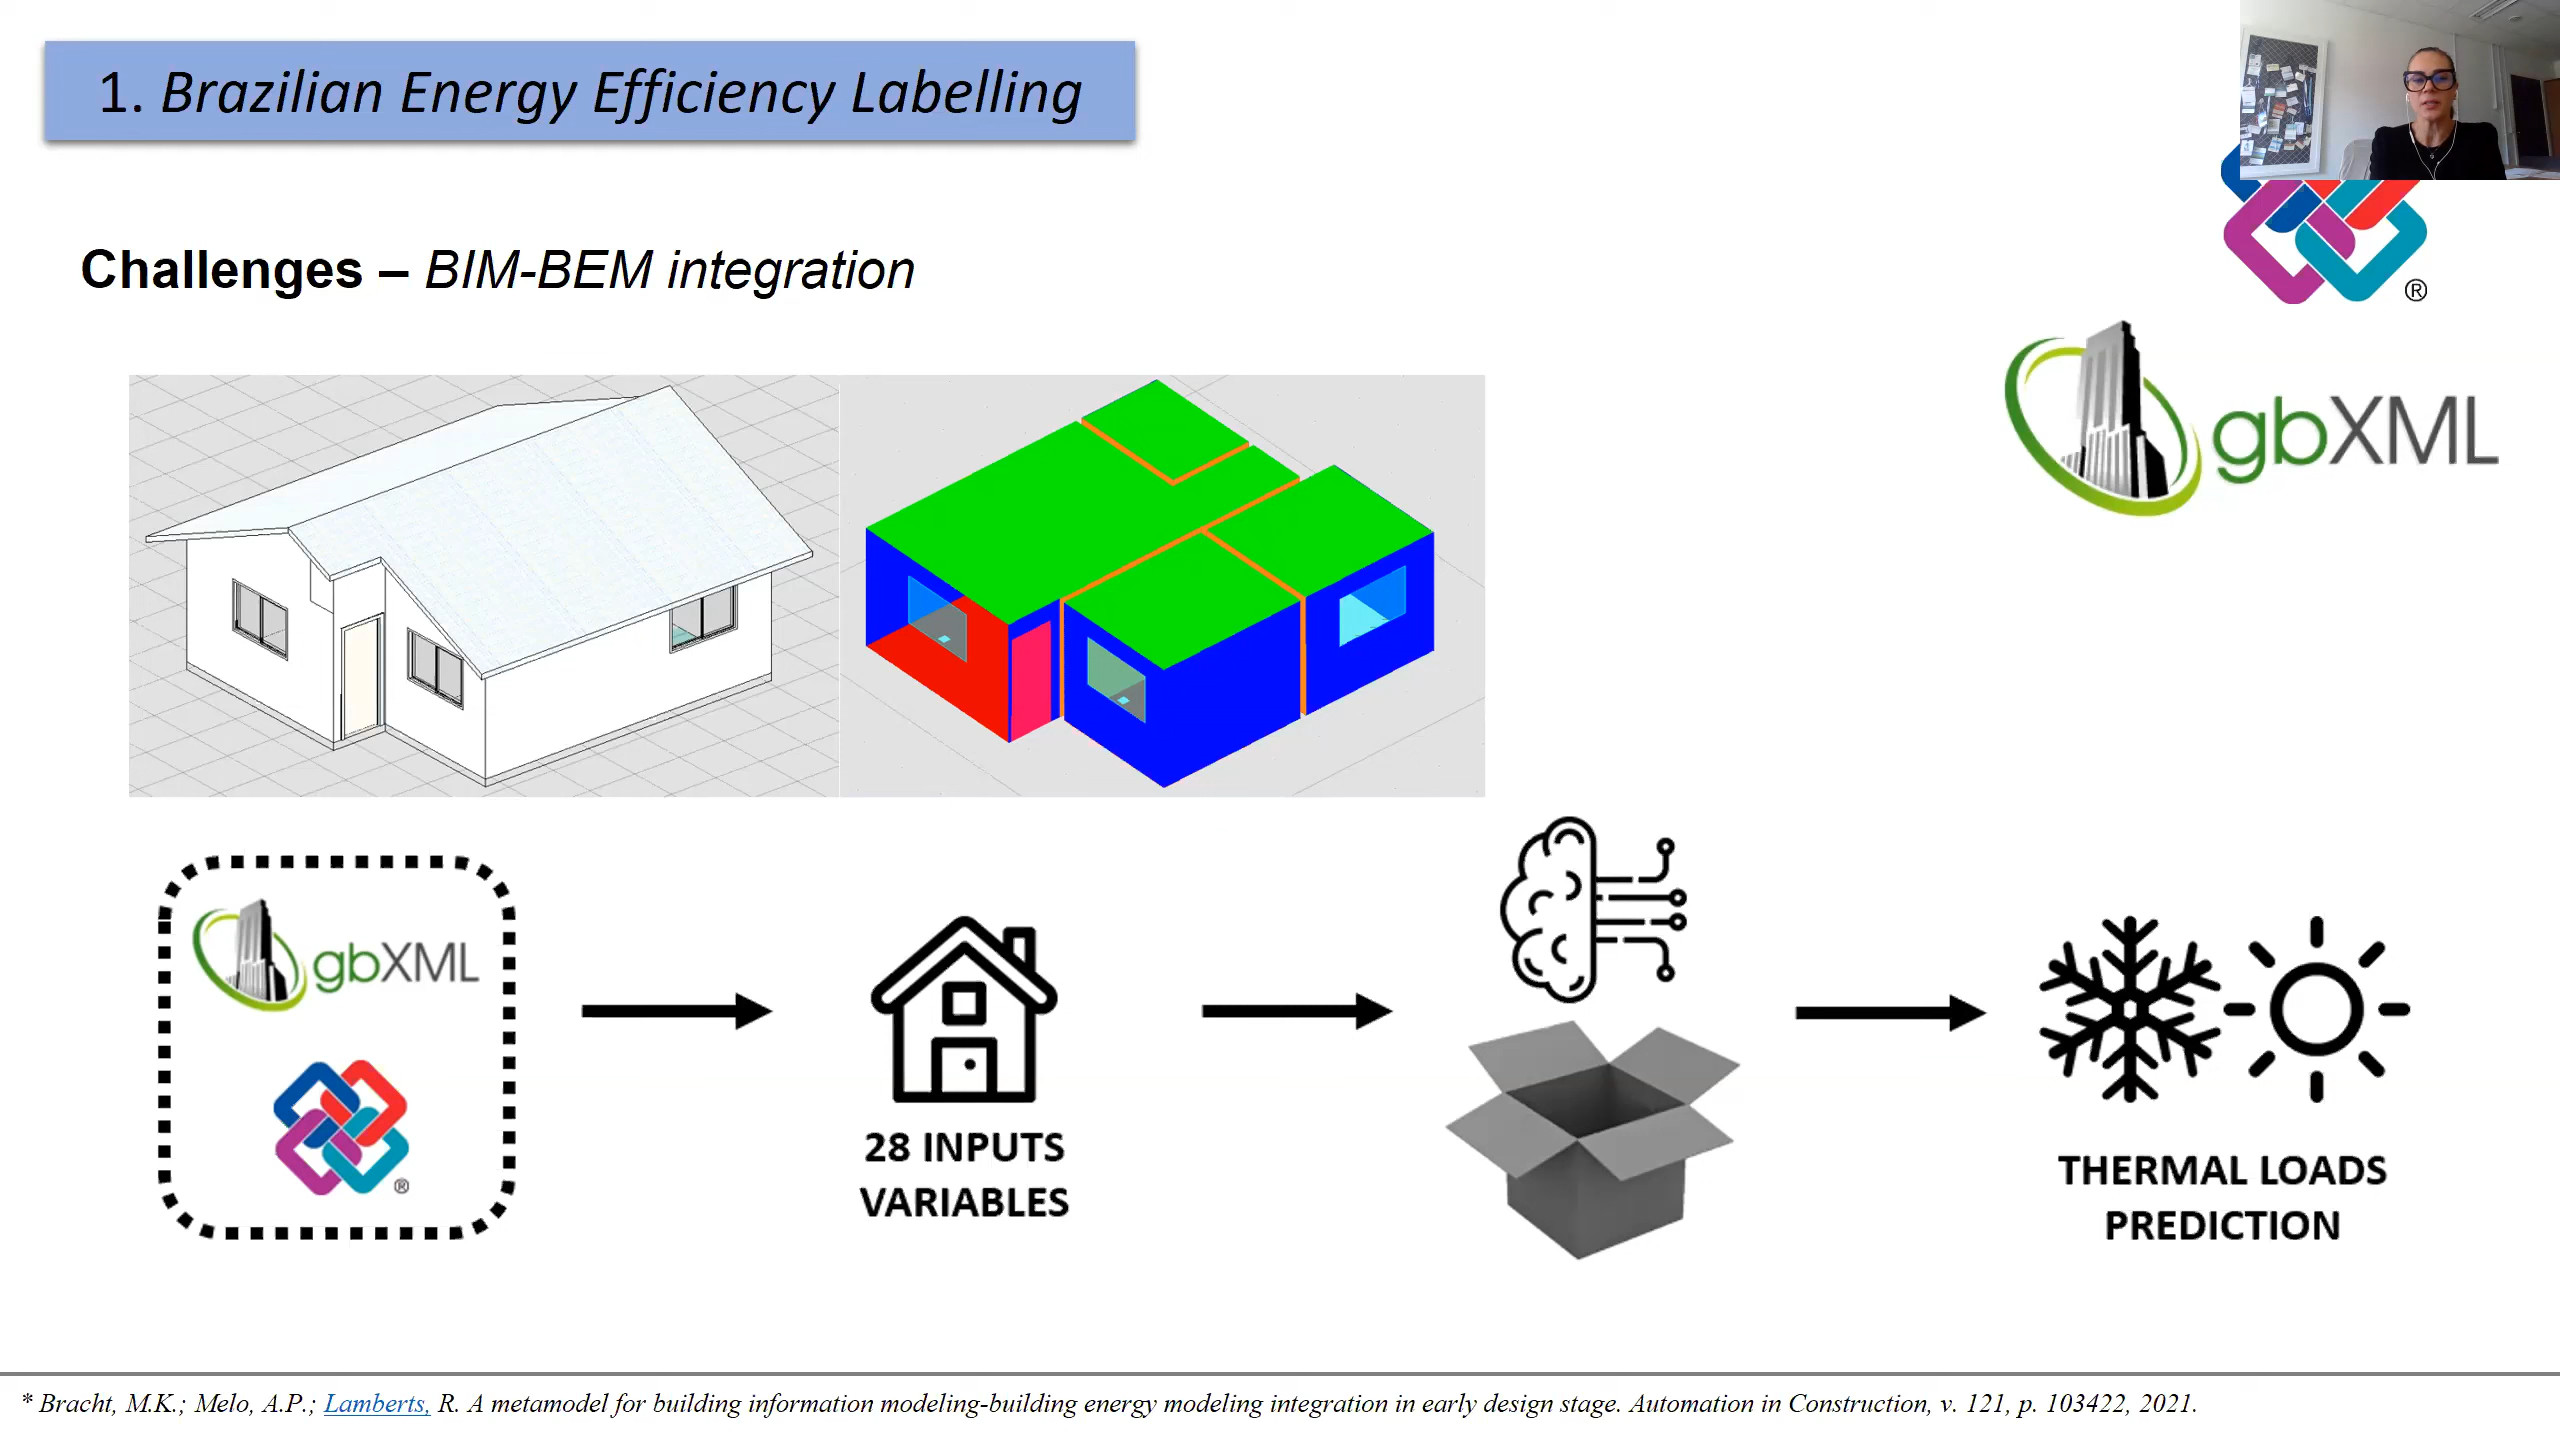 1. Brazilian Energy Efficiency Labelling
Challenges – BIM-BEM integration
®
gbXML
gbXML
®
28 INPUTS
VARIABLES
THERMAL LOADS
PREDICTION
* Bracht, M.K.; Melo, A.P.; Lamberts, R. A metamodel for building information modeling-building energy modeling integration in early design stage. Automation in Construction, v. 121, p. 103422, 2021.